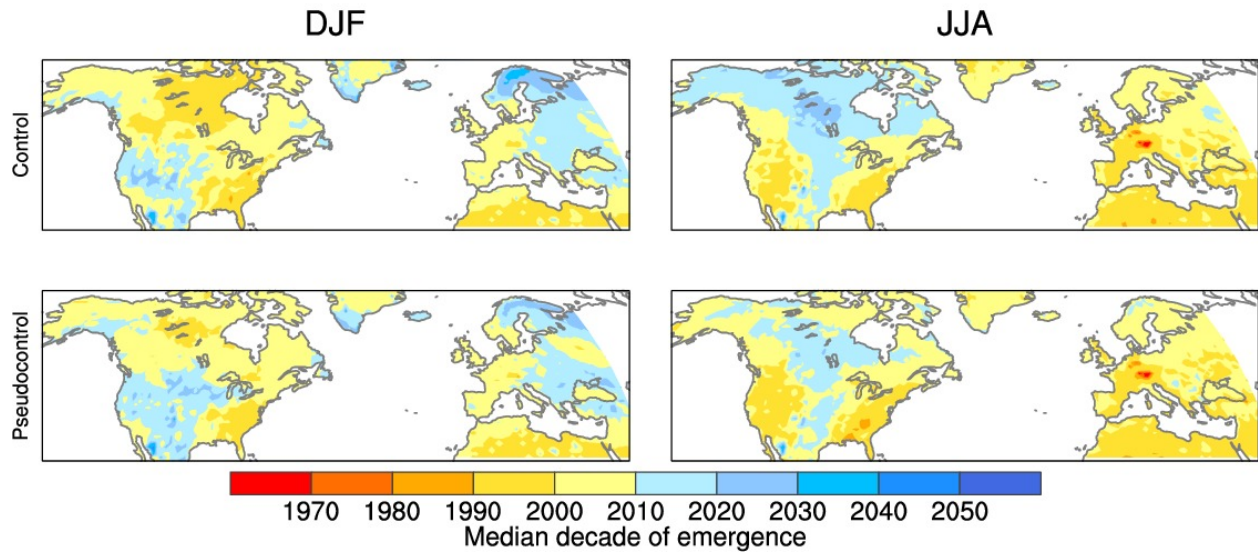 DJF
JJA
Control
Pseudocontrol
1970 1980 1990 2000 2010 2020 2030 2040 2050
Median decade of emergence